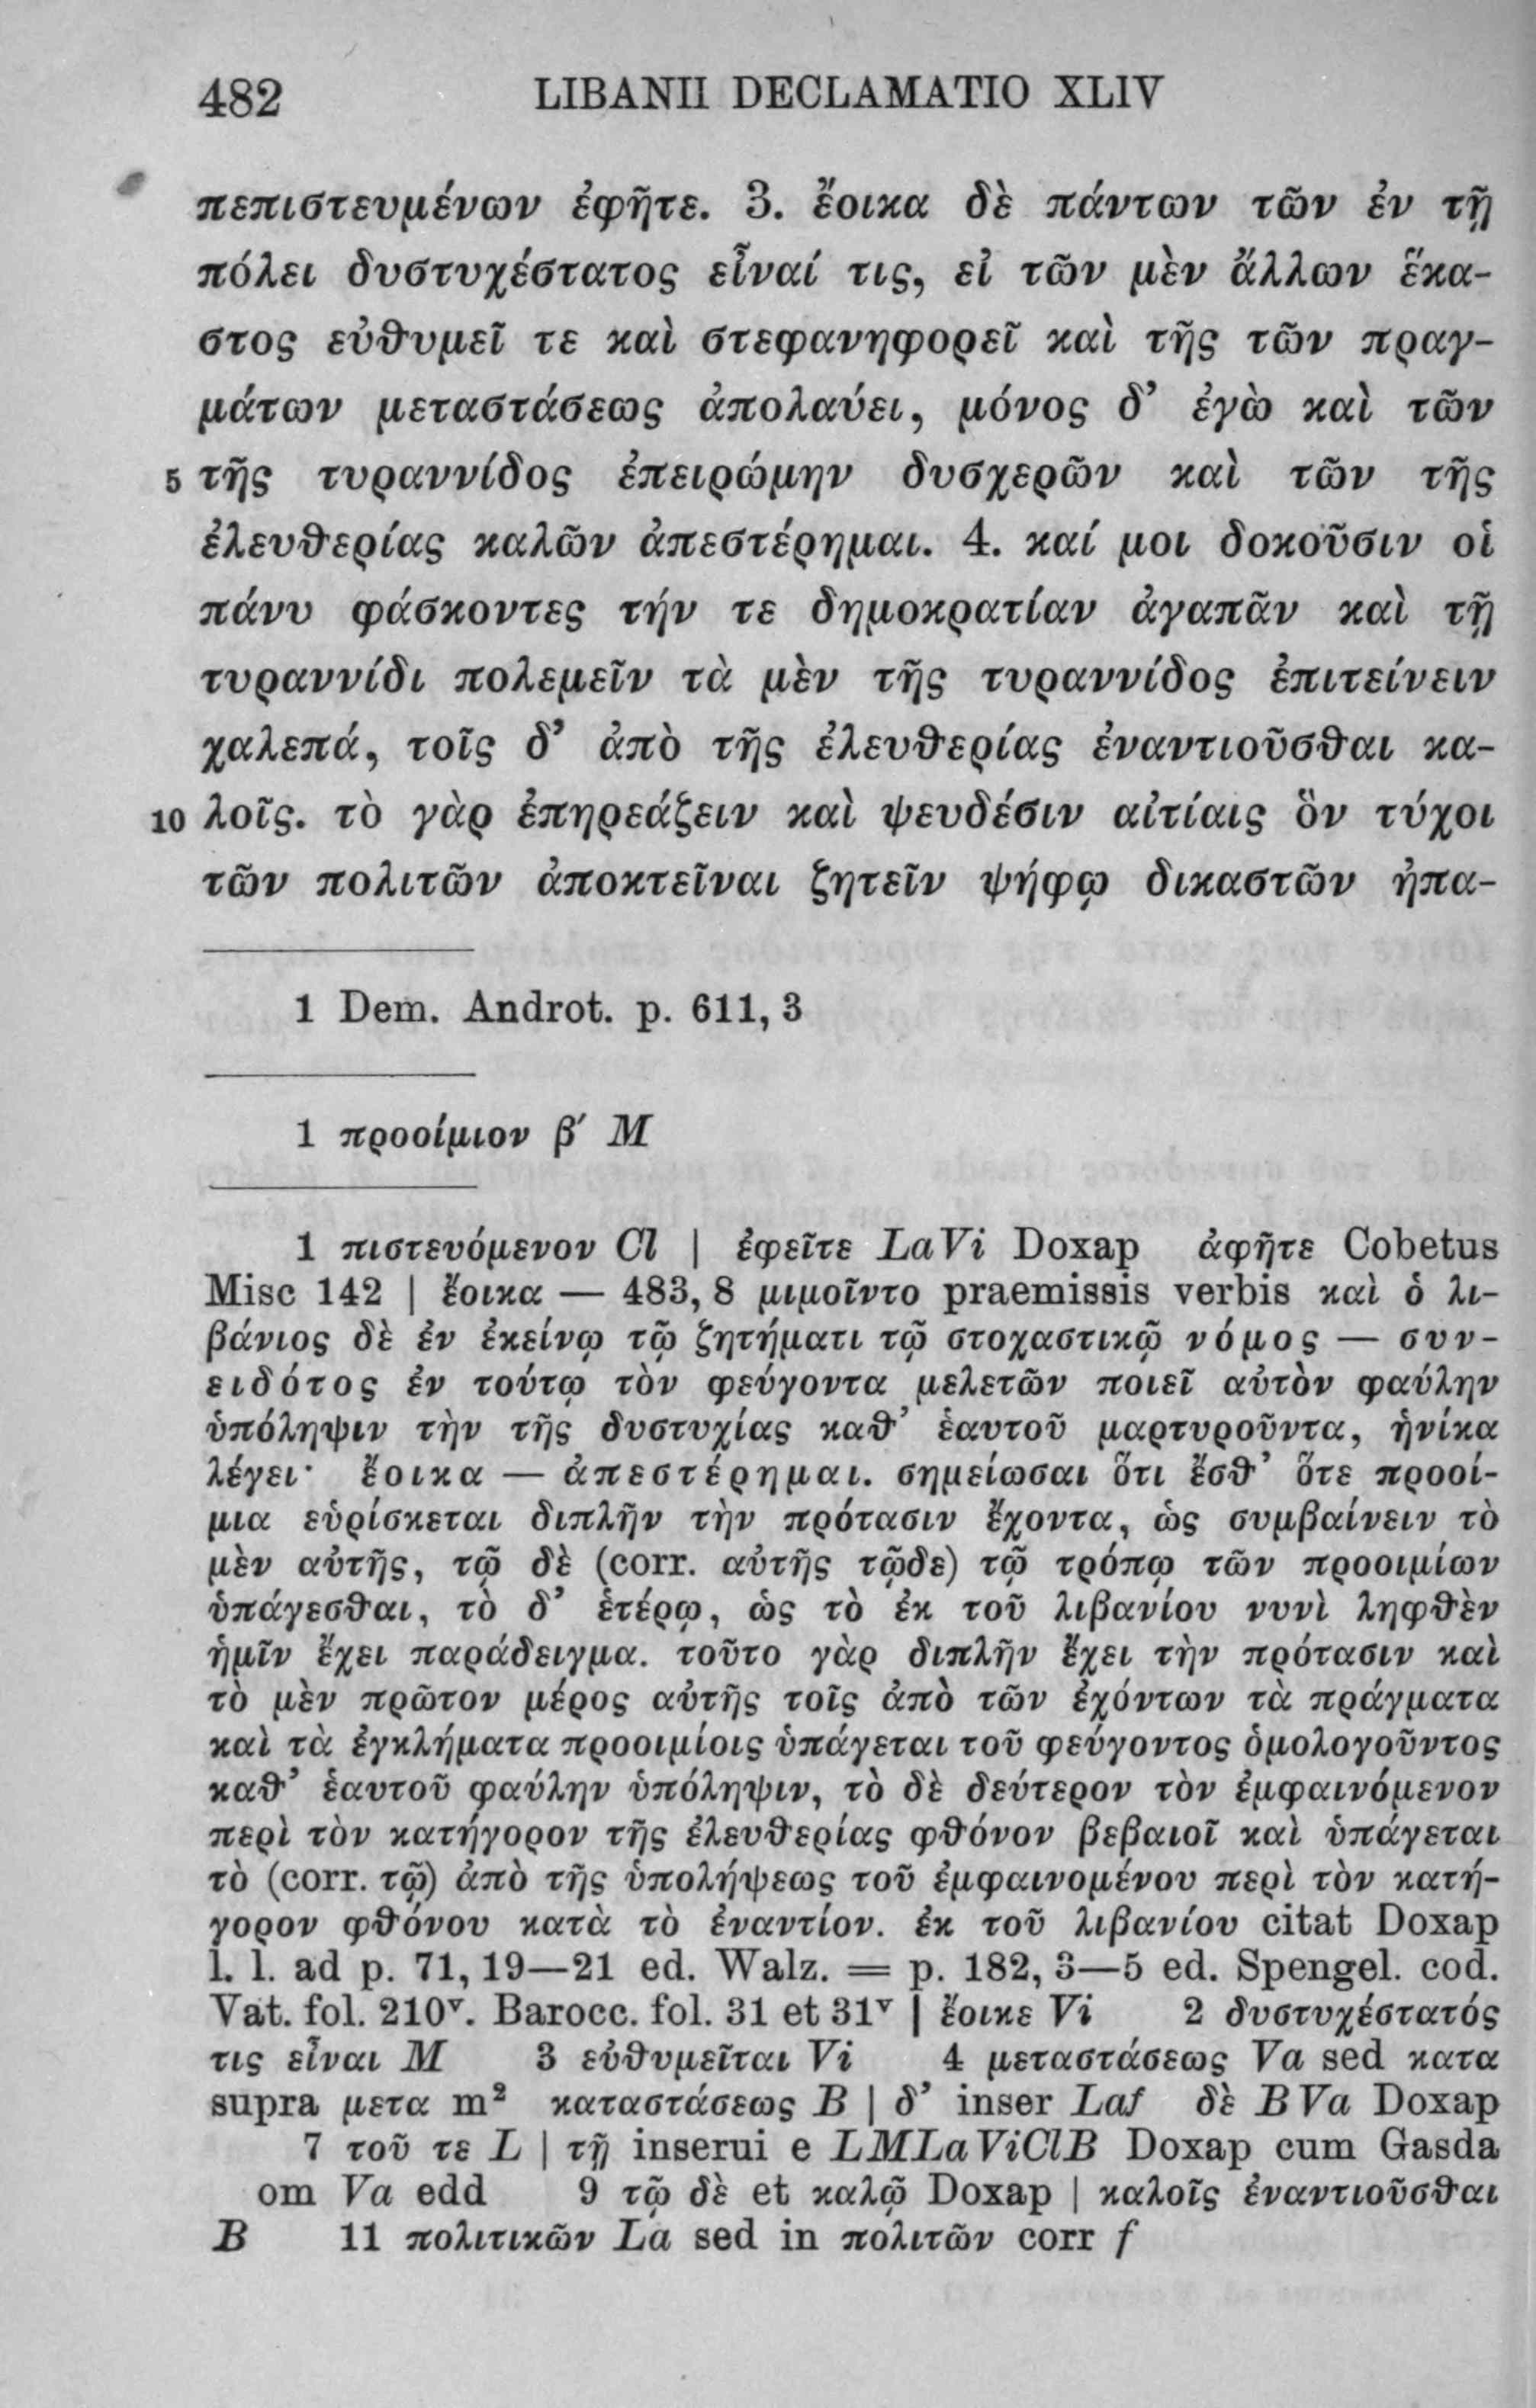 482 LIBANII DECLAMATIO XLIV
πεπιστευμένων ἐφῆτε. 3. ἔοικα δὲ πάντων τῶν ἐν τῇ
πόλει δυστυχέστατος εἶναί τις, εἰ τῶν μὲν ἄλλων ἕκα-
στος εὐθυμεῖ τε καὶ στεφανηφορεῖ καὶ τῆς τῶν πραγ-
μάτων μεταστάσεως ἀπολαύει, μόνος δ’ ἐγὼ καὶ τῶν
5 τῆς τυραννίδος ἐπειρώμην δυσχερῶν καὶ τῶν τῆς
ἐλευθερίας καλῶν ἀπεστέρημαι. 4. καί μοι δοκοῦσιν οἱ
πάνυ φάσκοντες τήν τε δημοκρατίαν ἀγαπᾶν καὶ τῇ
τυραννίδι πολεμεῖν τὰ μὲν τῆς τυραννίδος ἐπιτείνειν
χαλεπά, τοῖς δ’ ἀπὸ τῆς ἐλευθερίας ἐναντιοῦσθαι κα-
10 λοῖς. τὸ γὰρ ἐπηρεάζειν καὶ ψευδέσιν αἰτίαις ὃν τύχοι
τῶν πολιτῶν ἀποκτεῖναι ζητεῖν ψήφῳ δικαστῶν ἠπα-
1 Dem. Androt. p. 611, 3
1 προοίμιον β′ M
1 πιστευόμενον Cl | ἐφεῖτε LaVi Doxap ἀφῆτε Cobetus
Misc 142 | ἔοικα — 483, 8 μιμοῖντο praemissis verbis καὶ ὁ λι-
βάνιος δὲ ἐν ἐκείνῳ τῷ ζητήματι τῷ στοχαστικῷ νόμος — συν-
ειδότος ἐν τούτῳ τὸν φεύγοντα μελετῶν ποιεῖ αὐτὸν φαύλην
ὑπόληψιν τὴν τῆς δυστυχίας καθ’ ἑαυτοῦ μαρτυροῦντα, ἡνίκα
λέγει· ἔοικα — ἀπεστέρημαι. σημείωσαι ὅτι ἔσθ’ ὅτε προοί-
μια εὑρίσκεται διπλῆν τὴν πρότασιν ἔχοντα, ὡς συμβαίνειν τὸ
μὲν αὐτῆς, τῷ δὲ (corr. αὐτῆς τῷδε) τῷ τρόπῳ τῶν προοιμίων
ὑπάγεσθαι, τὸ δ’ ἑτέρῳ, ὡς τὸ ἐκ τοῦ λιβανίου νυνὶ ληφθὲν
ἡμῖν ἔχει παράδειγμα. τοῦτο γὰρ διπλῆν ἔχει τὴν πρότασιν καὶ
τὸ μὲν πρῶτον μέρος αὐτῆς τοῖς ἀπὸ τῶν ἐχόντων τὰ πράγματα
καὶ τὰ ἐγκλήματα προοιμίοις ὑπάγεται τοῦ φεύγοντος ὁμολογοῦντος
καθ’ ἑαυτοῦ φαύλην ὑπόληψιν, τὸ δὲ δεύτερον τὸν ἐμφαινόμενον
περὶ τὸν κατήγορον τῆς ἐλευθερίας φθόνον βεβαιοῖ καὶ ὑπάγεται
τὸ (corr. τῷ) ἀπὸ τῆς ὑπολήψεως τοῦ ἐμφαινομένου περὶ τὸν κατή-
γορον φθόνου κατὰ τὸ ἐναντίον. ἐκ τοῦ λιβανίου citat Doxap
l. l. ad p. 71, 19—21 ed. Walz. = p. 182, 3—5 ed. Spengel. cod.
Vat. fol. 210ᵛ. Barocc. fol. 31 et 31ᵛ | ἔοικε Vi 2 δυστυχέστατός
τις εἶναι M 3 εὐθυμεῖται Vi 4 μεταστάσεως Va sed κατα
supra μετα m² καταστάσεως B | δ’ inser Laf δὲ BVa Doxap
7 τοῦ τε L | τῇ inserui e LMLaViClB Doxap cum Gasda
om Va edd 9 τῷ δὲ et καλῷ Doxap | καλοῖς ἐναντιοῦσθαι
B 11 πολιτικῶν La sed in πολιτῶν corr f